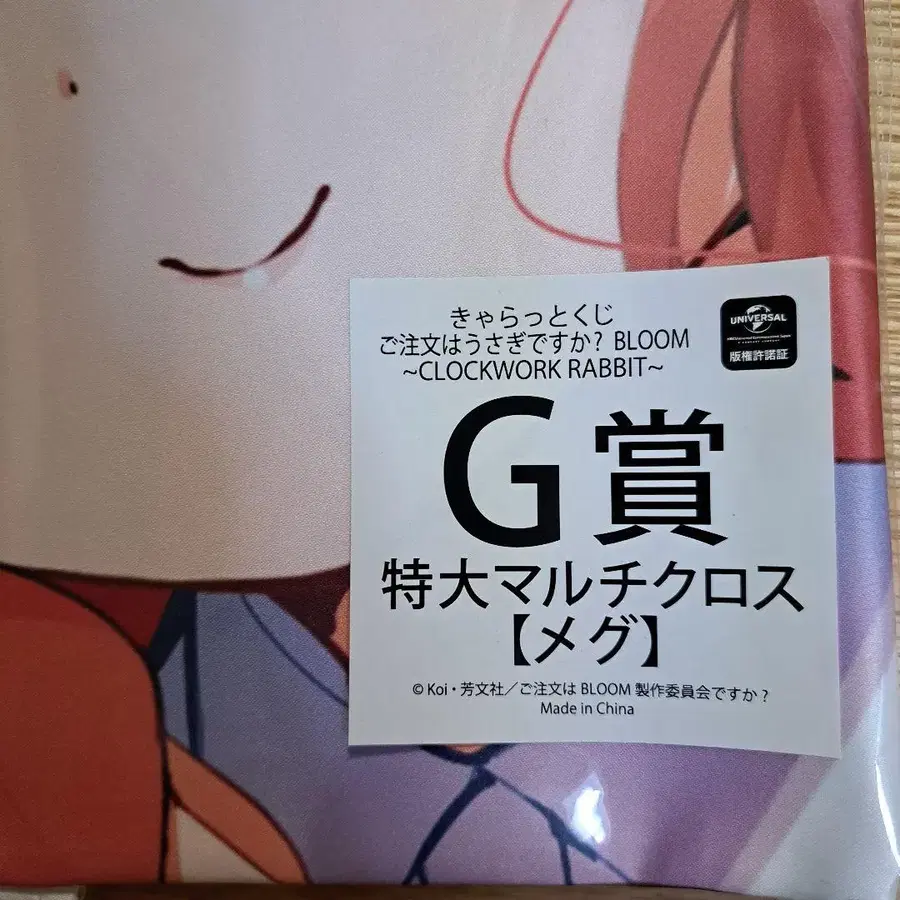 きゃらっとくじ
ご注文はうさぎですか? BLOOM
~CLOCKWORK RABBIT~
UNIVERSAL
版権許諾証
G賞
特大マルチクロス
【メグ】
© Koi・芳文社／ご注文は BLOOM 製作委員会ですか?
Made in China